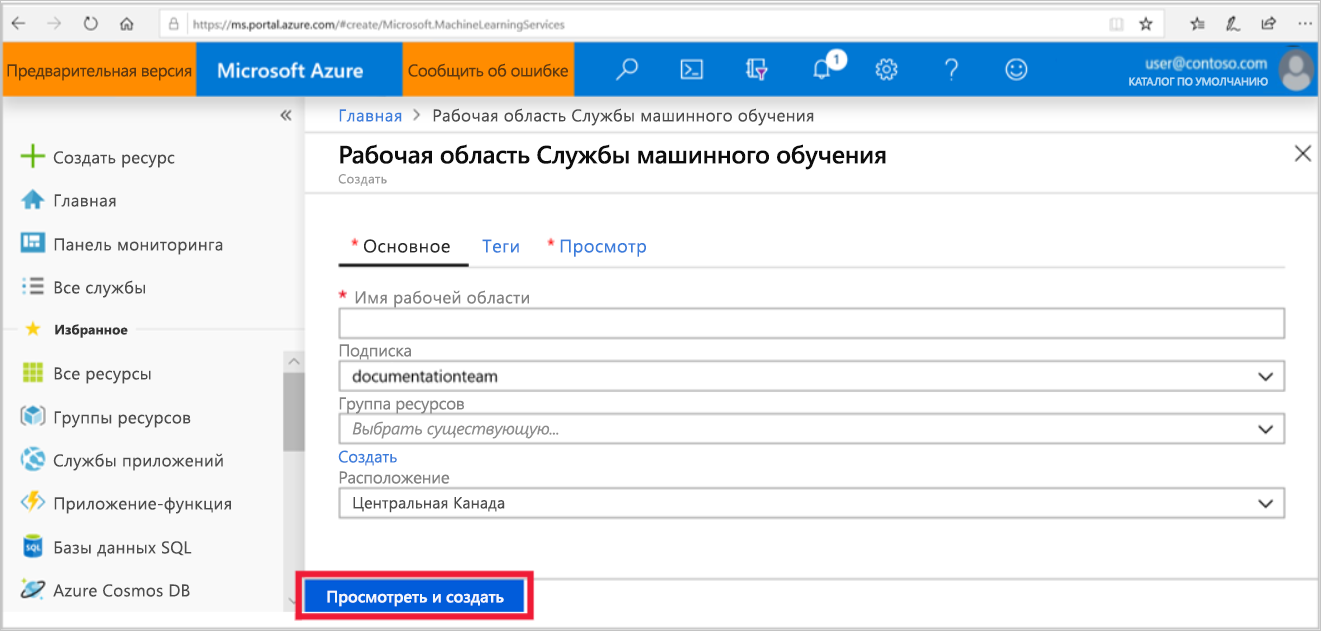 https://ms.portal.azure.com/#create/Microsoft.MachineLearningServices
Предварительная версия
Microsoft Azure
Сообщить об ошибке
1
user@contoso.com
КАТАЛОГ ПО УМОЛЧАНИЮ
«
Главная > Рабочая область Службы машинного обучения
Рабочая область Службы машинного обучения
Создать
Создать ресурс
Главная
Панель мониторинга
Все службы
Избранное
Все ресурсы
Группы ресурсов
Службы приложений
Приложение-функция
SQL
Базы данных SQL
Azure Cosmos DB
* Основное Теги * Просмотр
* Имя рабочей области
Подписка
documentationteam
Группа ресурсов
Выбрать существующую...
Создать
Расположение
Центральная Канада
Просмотреть и создать